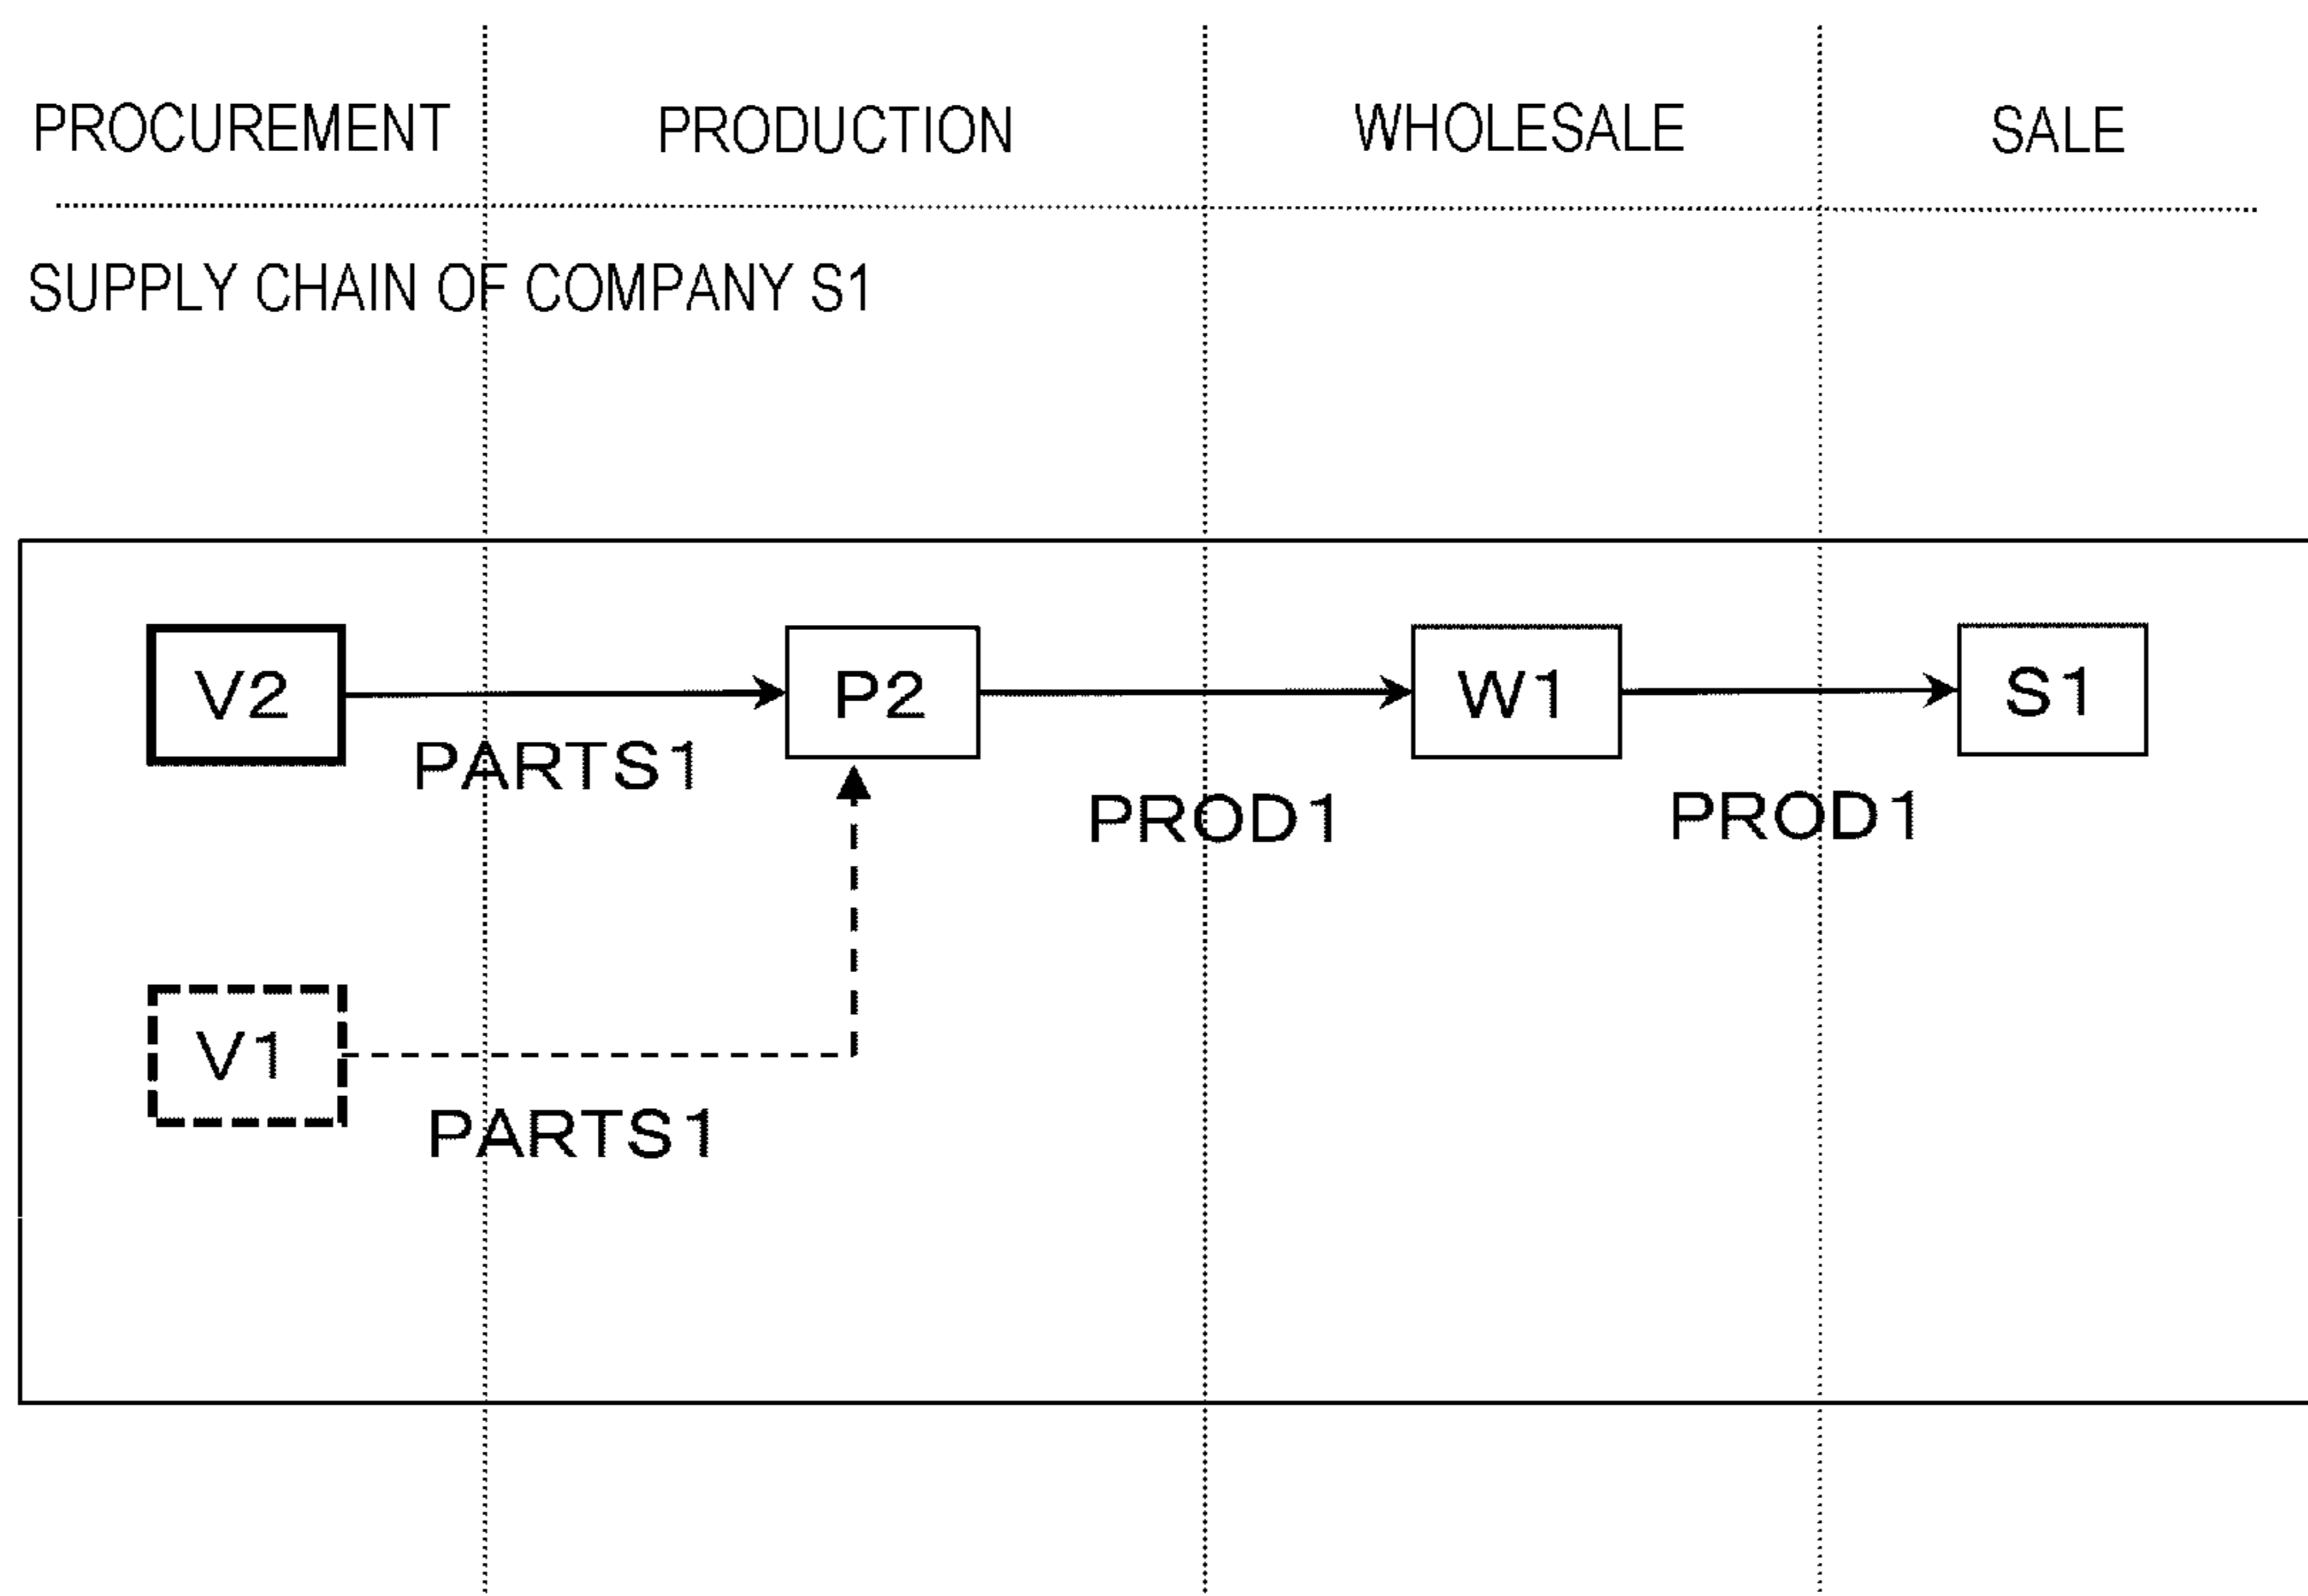 PROCUREMENT PRODUCTION WHOLESALE SALE
SUPPLY CHAIN OF COMPANY S1
V2 P2 W1 S1
PARTS1
PROD1 PROD1
V1
PARTS1